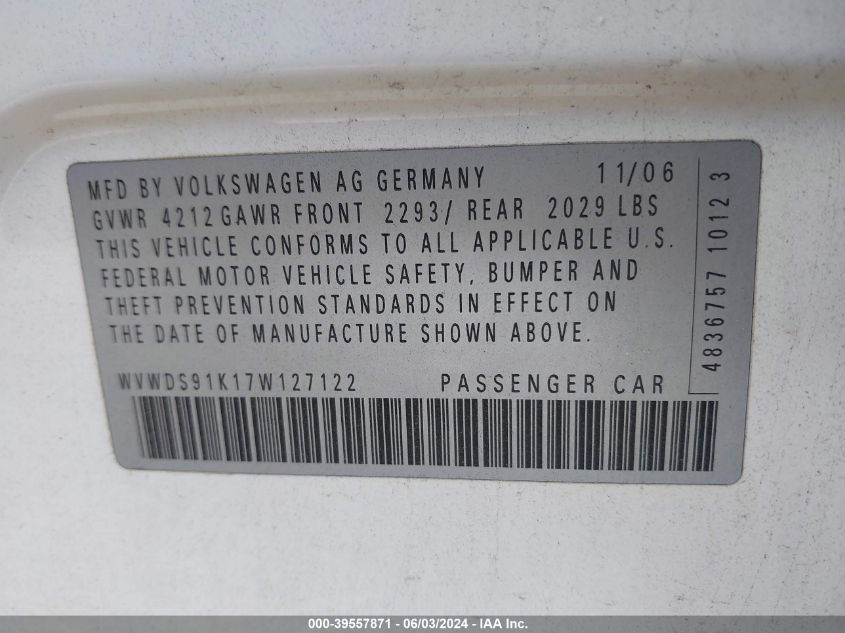 MFD BY VOLKSWAGEN AG GERMANY 11/06
GVWR 4212 GAWR FRONT 2293/ REAR 2029 LBS
THIS VEHICLE CONFORMS TO ALL APPLICABLE U.S.
FEDERAL MOTOR VEHICLE SAFETY, BUMPER AND
THEFT PREVENTION STANDARDS IN EFFECT ON
THE DATE OF MANUFACTURE SHOWN ABOVE.
WVWDS91K17W127122 PASSENGER CAR
4836757 1012 3
000-39557871 - 06/03/2024 - IAA Inc.